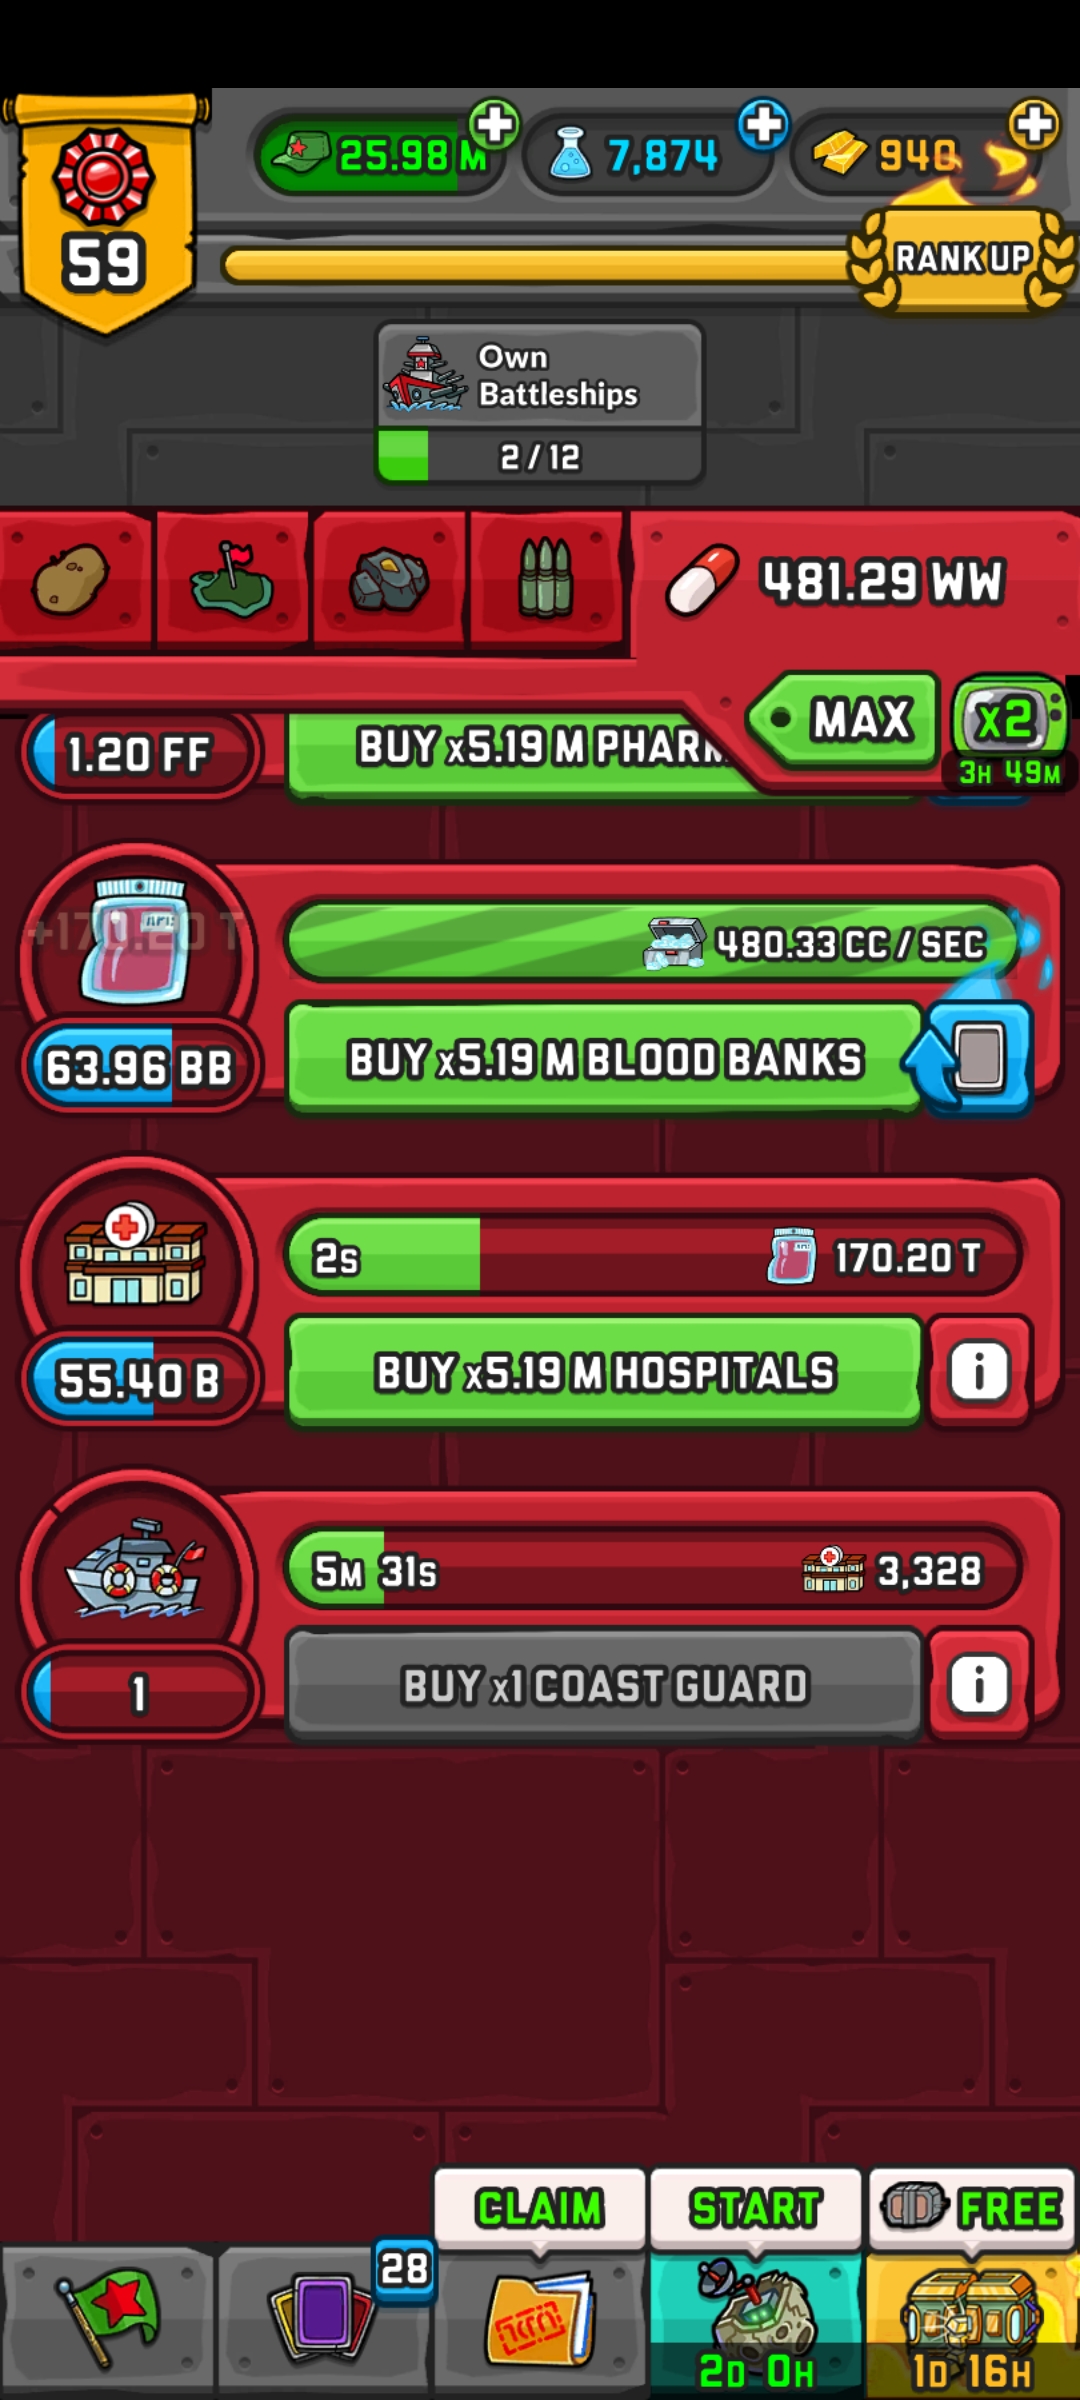 25.98 M
7,874
940
59
RANK UP
Own
Battleships
2 / 12
481.29 WW
MAX
x2
3H 49M
1.20 FF
BUY x5.19 M PHARM
+170.20 T
480.33 CC / SEC
63.96 BB
BUY x5.19 M BLOOD BANKS
2S
170.20 T
55.40 B
BUY x5.19 M HOSPITALS
i
5M 31S
3,328
1
BUY x1 COAST GUARD
i
CLAIM
START
FREE
28
2D 0H
1D 16H